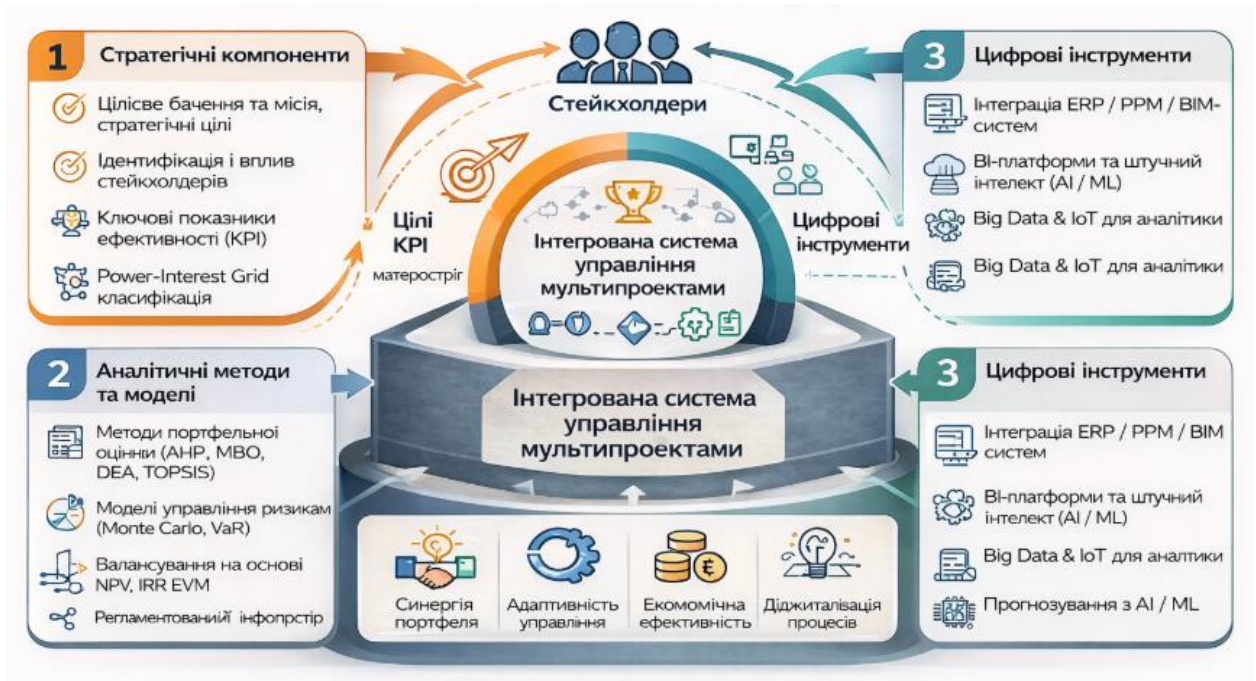 1 Стратегічні компоненти
Цілісве бачення та місія,
стратегічні цілі
Ідентифікація і вплив
стейкхолдерів
Ключові показники
ефективності (KPI)
Power-Interest Grid
класифікація
Стейкхолдери
Цілі
KPI
матеростріг
Цифрові
інструменти
Інтегрована система
управління
мультипроектами
3 Цифрові інструменти
Інтеграція ERP / PPM / BIM-
систем
BI-платформи та штучний
інтелект (AI / ML)
Big Data & IoT для аналітики
Big Data & IoT для аналітики
2 Аналітичні методи
та моделі
Методи портфельної
оцінни (AHP, MBO,
DEA, TOPSIS)
Моделі управління ризикам
(Monte Carlo, VaR)
Валансування на основі
NPV, IRR EVM
Регламентований інфопрстір
Інтегрована система
управління
мультипроектами
Синергія
портфеля
Адаптивність
управління
Екомомічна
ефективність
Діджиталісація
процесів
3 Цифрові інструменти
Інтеграція ERP / PPM / BIM
систем
BI-платформи та штучний
інтелект (AI / ML)
Big Data & IoT для аналтики
Прогнозування з AI / ML